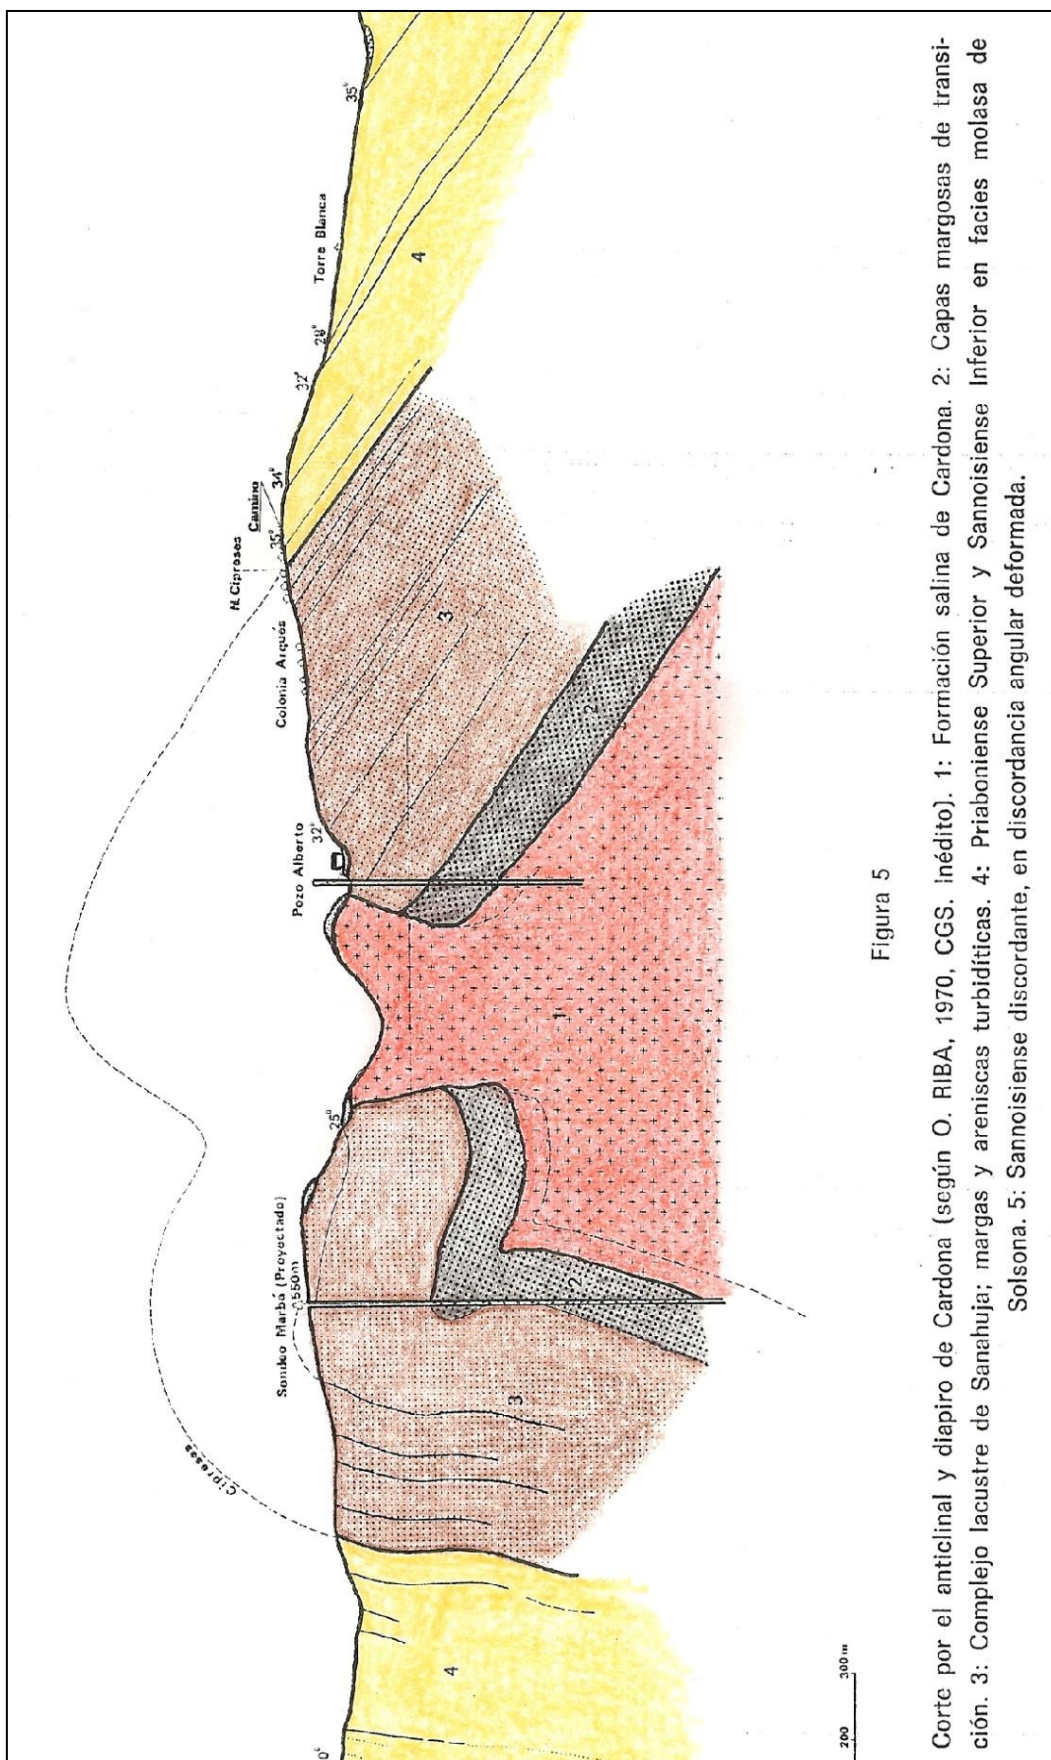 Cipreses
Sondeo Marbá (Proyectado)
550m
25°
Pozo Alberto
32°
Colonia Arqués
Cipreses
Camino
35°
34°
32°
28°
Torre Blanca
35°
4
3
2
1
2
3
4
200 300m
Figura 5
Corte por el anticlinal y diapiro de Cardona (según O. RIBA, 1970, CGS. Inédito). 1: Formación salina de Cardona. 2: Capas margosas de transi-
ción. 3: Complejo lacustre de Sanahuja; margas y areniscas turbidíticas. 4: Priaboniense Superior y Sannoisiense Inferior en facies molasa de
Solsona. 5: Sannoisiense discordante, en discordancia angular deformada.